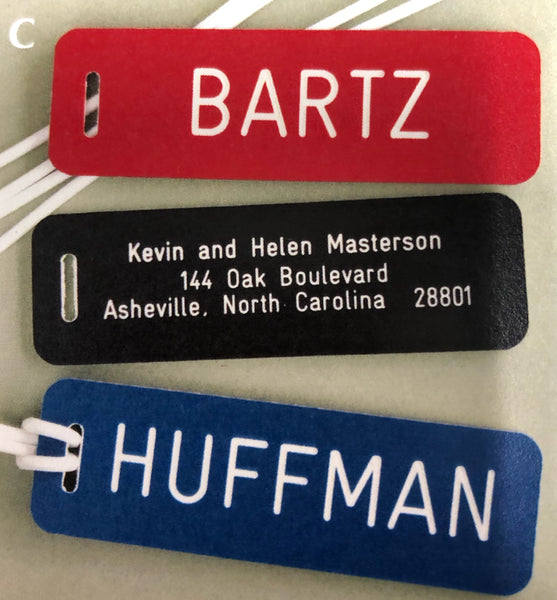 C
BARTZ
Kevin and Helen Masterson
144 Oak Boulevard
Asheville, North Carolina 28801
HUFFMAN